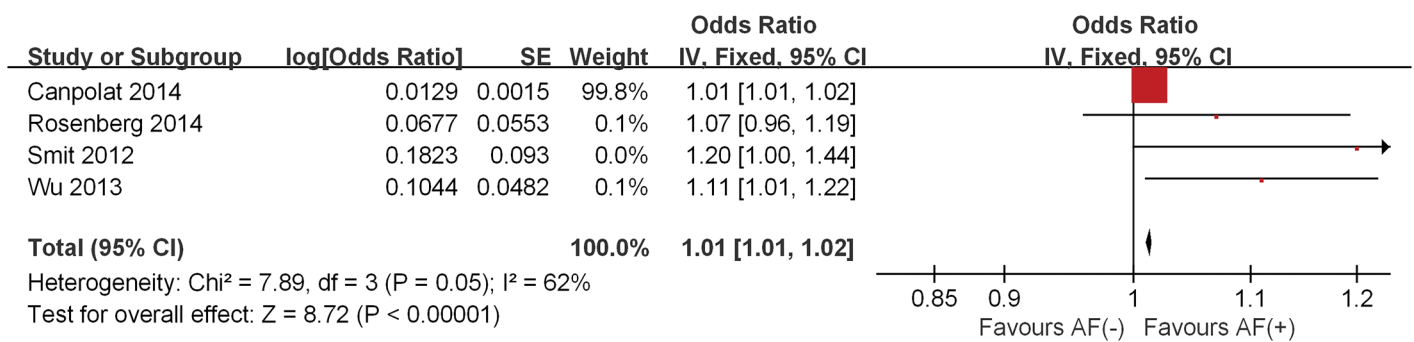 Odds Ratio Odds Ratio
Study or Subgroup log[Odds Ratio] SE Weight IV, Fixed, 95% CI IV, Fixed, 95% CI
Canpolat 2014 0.0129 0.0015 99.8% 1.01 [1.01, 1.02]
Rosenberg 2014 0.0677 0.0553 0.1% 1.07 [0.96, 1.19]
Smit 2012 0.1823 0.093 0.0% 1.20 [1.00, 1.44]
Wu 2013 0.1044 0.0482 0.1% 1.11 [1.01, 1.22]
Total (95% CI) 100.0% 1.01 [1.01, 1.02]
Heterogeneity: Chi² = 7.89, df = 3 (P = 0.05); I² = 62%
Test for overall effect: Z = 8.72 (P < 0.00001)
0.85 0.9 1 1.1 1.2
Favours AF(-) Favours AF(+)